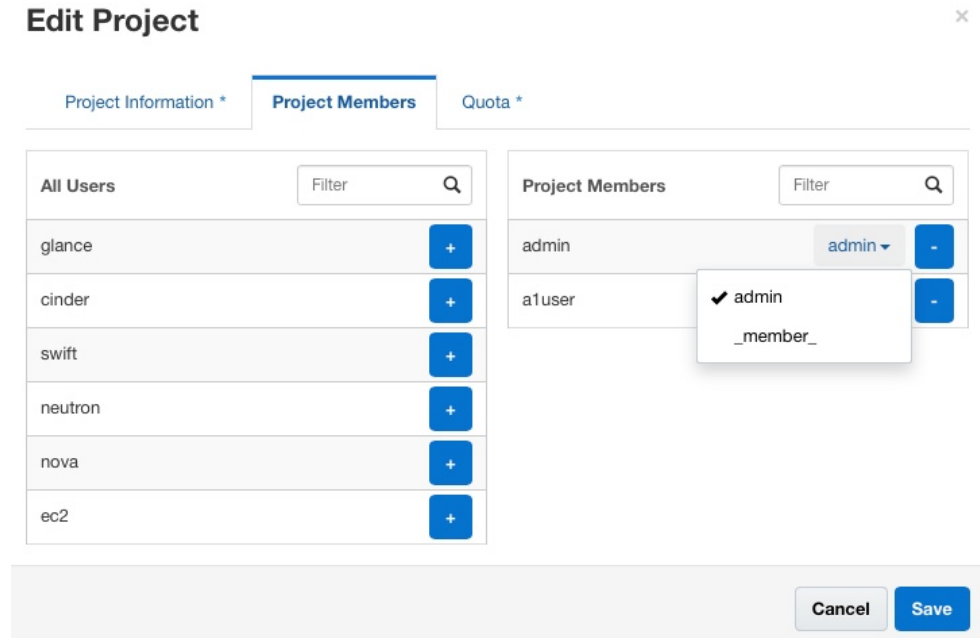 Edit Project
×
Project Information * Project Members Quota *
All Users Filter
glance +
cinder +
swift +
neutron +
nova +
ec2 +
Project Members Filter
admin admin -
a1user -
admin
_member_
Cancel Save